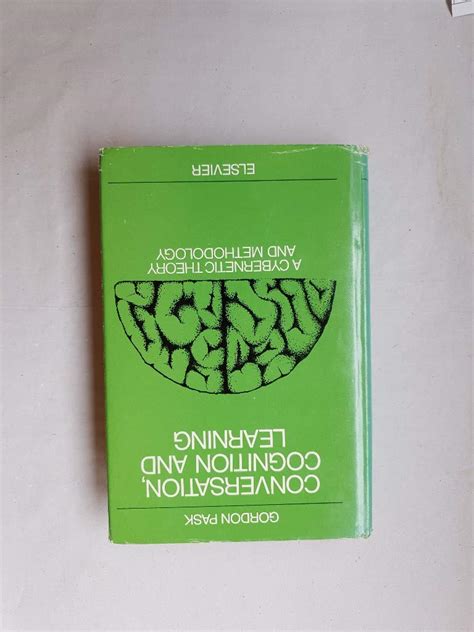 GORDON PASK
CONVERSATION,
COGNITION AND
LEARNING
A CYBERNETIC THEORY
AND METHODOLOGY
ELSEVIER